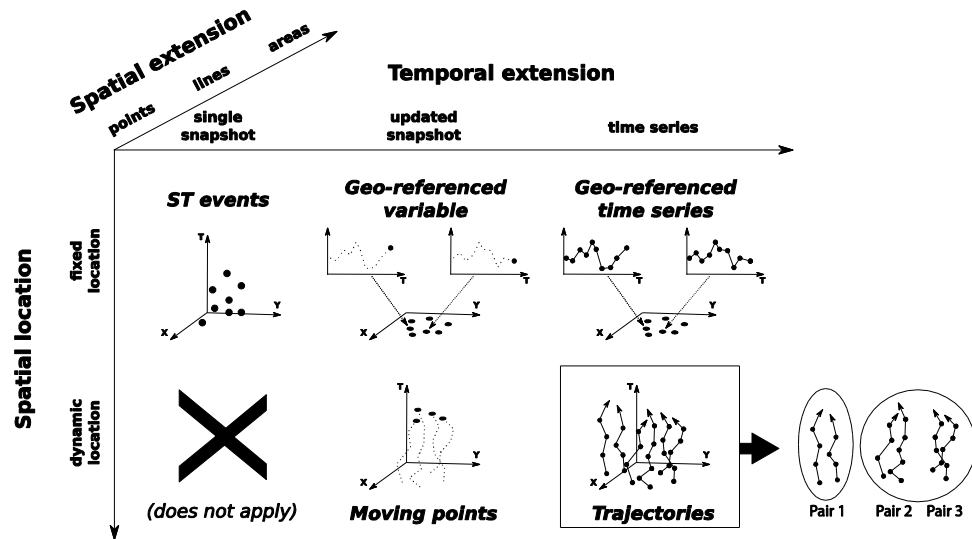 Spatial extension
points
lines
areas
Temporal extension
single
snapshot
updated
snapshot
time series
Spatial location
fixed
location
ST events
T
Y
X
Geo-referenced
variable
T
T
Y
X
Geo-referenced
time series
T
T
Y
X
dynamic
location
(does not apply)
T
Y
X
Moving points
T
Y
X
Trajectories
Pair 1
Pair 2
Pair 3